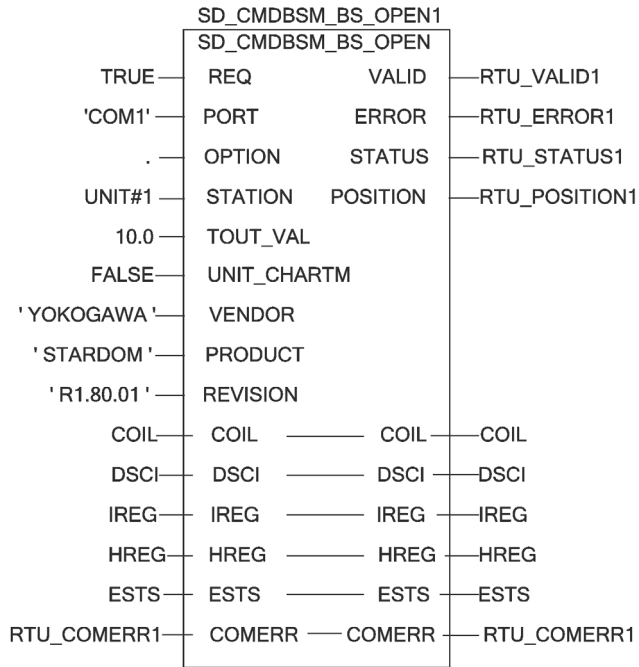 SD_CMDBSM_BS_OPEN1
SD_CMDBSM_BS_OPEN
TRUE REQ VALID RTU_VALID1
'COM1' PORT ERROR RTU_ERROR1
. OPTION STATUS RTU_STATUS1
UNIT#1 STATION POSITION RTU_POSITION1
10.0 TOUT_VAL
FALSE UNIT_CHARTM
' YOKOGAWA ' VENDOR
' STARDOM ' PRODUCT
' R1.80.01 ' REVISION
COIL COIL COIL COIL
DSCI DSCI DSCI DSCI
IREG IREG IREG IREG
HREG HREG HREG HREG
ESTS ESTS ESTS ESTS
RTU_COMERR1 COMERR COMERR RTU_COMERR1